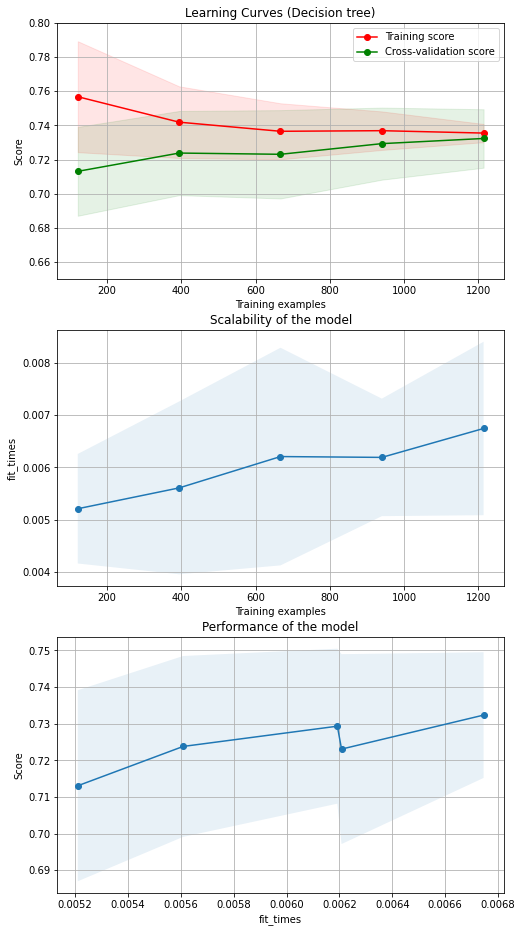 Learning Curves (Decision tree)
0.80
0.78
0.76
0.74
0.72
0.70
0.68
0.66
Score
Training score
Cross-validation score
200 400 600 800 1000 1200
Training examples
Scalability of the model
0.008
0.007
0.006
0.005
0.004
fit_times
200 400 600 800 1000 1200
Training examples
Performance of the model
0.75
0.74
0.73
0.72
0.71
0.70
0.69
Score
0.0052 0.0054 0.0056 0.0058 0.0060 0.0062 0.0064 0.0066 0.0068
fit_times